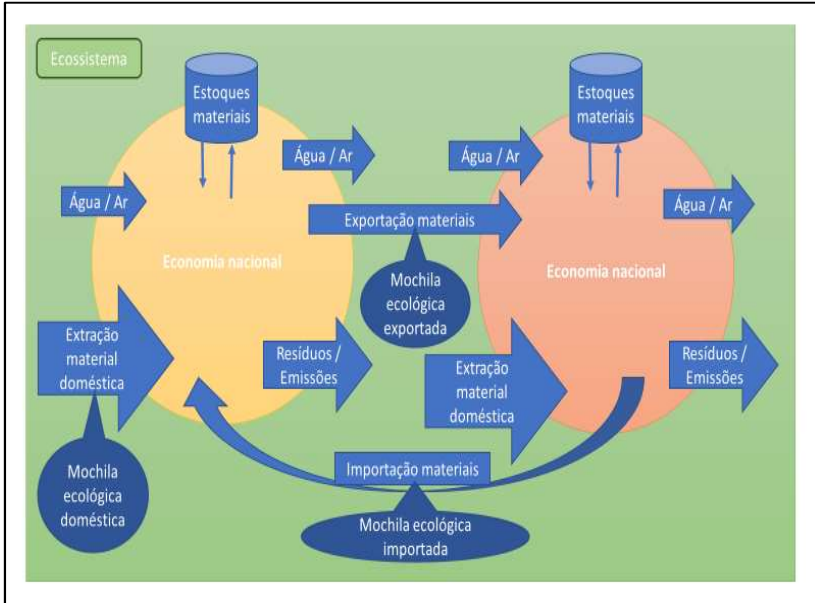 Ecossistema
Estoques
materiais
Água / Ar
Água / Ar
Exportação materiais
Economia nacional
Mochila
ecológica
exportada
Extração
material
doméstica
Resíduos /
Emissões
Mochila
ecológica
doméstica
Estoques
materiais
Água / Ar
Água / Ar
Economia nacional
Extração
material
doméstica
Resíduos /
Emissões
Importação materiais
Mochila ecológica
importada